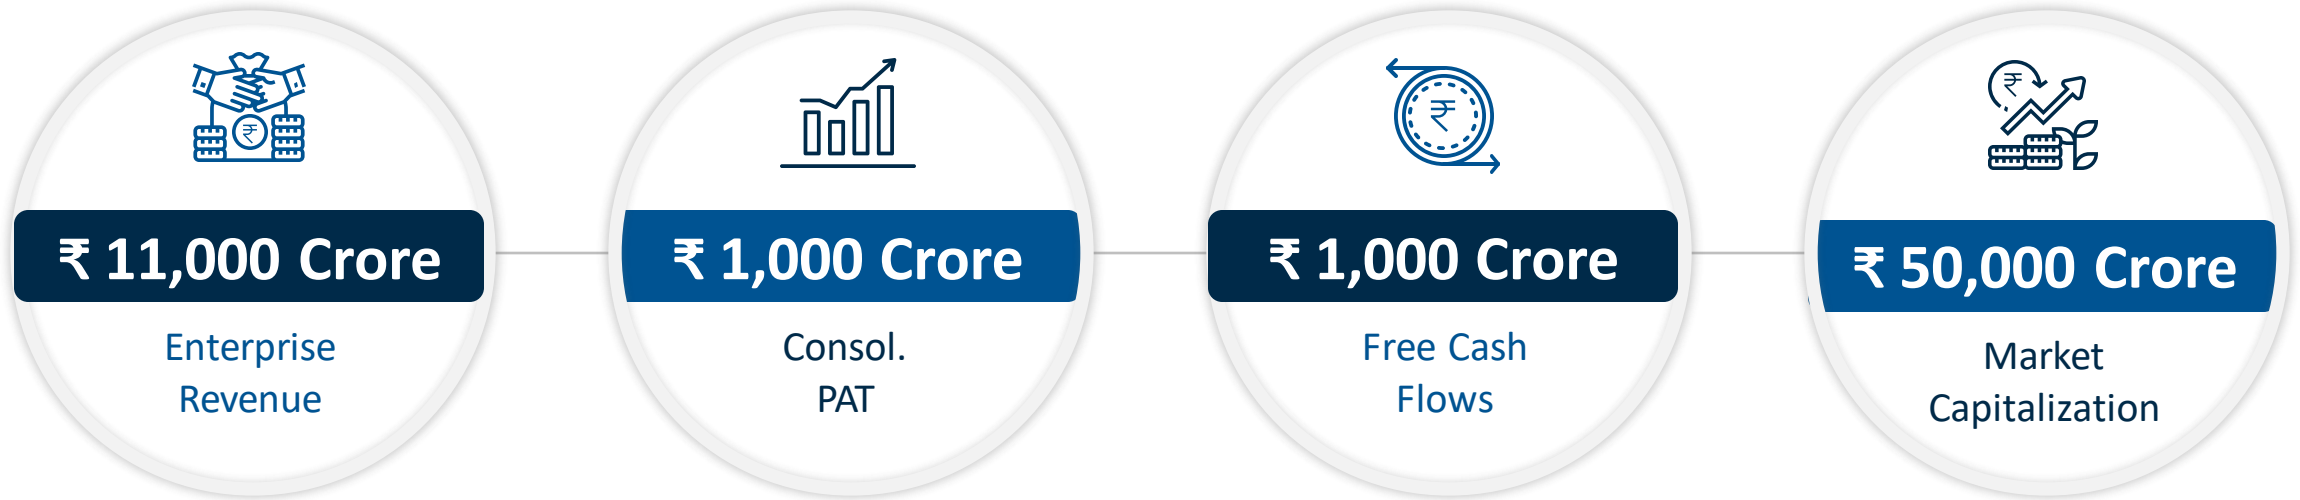 ₹ 11,000 Crore
Enterprise
Revenue
₹ 1,000 Crore
Consol.
PAT
₹
₹ 1,000 Crore
Free Cash
Flows
₹
₹ 50,000 Crore
Market
Capitalization